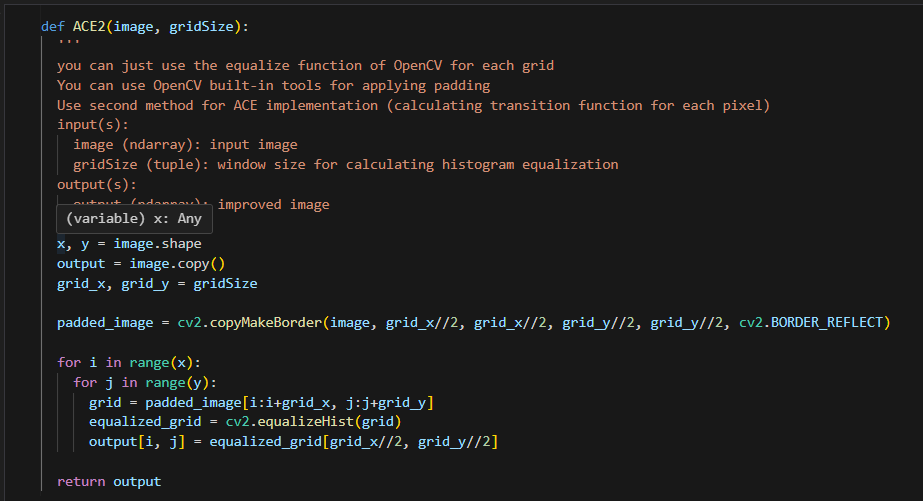 def ACE2(image, gridSize):
'''
you can just use the equalize function of OpenCV for each grid
You can use OpenCV built-in tools for applying padding
Use second method for ACE implementation (calculating transition function for each pixel)
input(s):
image (ndarray): input image
gridSize (tuple): window size for calculating histogram equalization
output(s):
output (ndarray): improved image
(variable) x: Any
x, y = image.shape
output = image.copy()
grid_x, grid_y = gridSize
padded_image = cv2.copyMakeBorder(image, grid_x//2, grid_x//2, grid_y//2, grid_y//2, cv2.BORDER_REFLECT)
for i in range(x):
for j in range(y):
grid = padded_image[i:i+grid_x, j:j+grid_y]
equalized_grid = cv2.equalizeHist(grid)
output[i, j] = equalized_grid[grid_x//2, grid_y//2]
return output